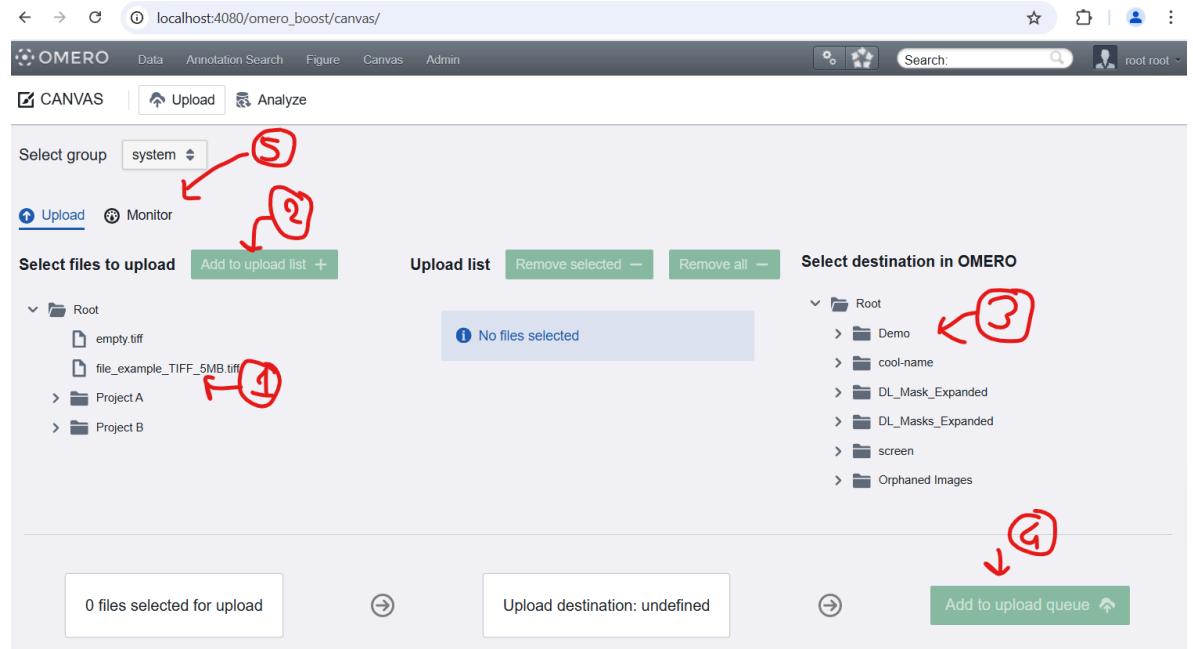 localhost:4080/omero_boost/canvas/
OMERO Data Annotation Search Figure Canvas Admin Search: root root
CANVAS Upload Analyze
Select group system 5
Upload Monitor 2
Select files to upload Add to upload list + Upload list Remove selected − Remove all − Select destination in OMERO
Root
empty.tiff
file_example_TIFF_5MB.tiff 1
Project A
Project B
No files selected
Root
Demo 3
cool-name
DL_Mask_Expanded
DL_Masks_Expanded
screen
Orphaned Images
4
0 files selected for upload Upload destination: undefined Add to upload queue